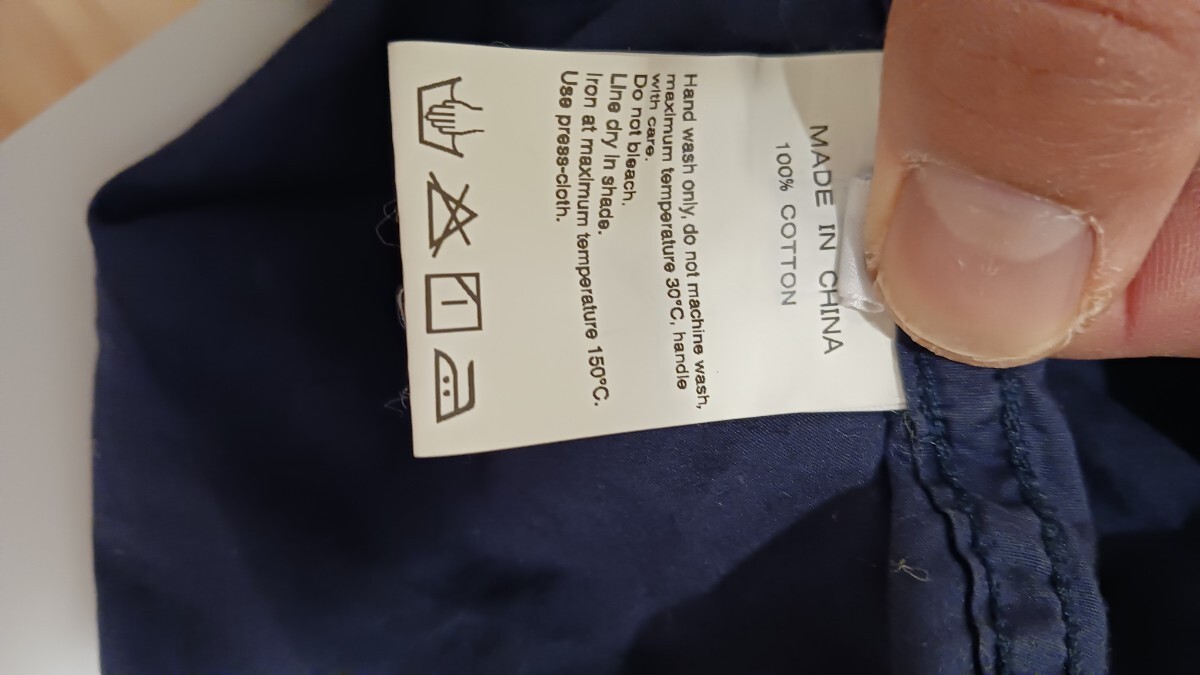 MADE IN CHINA
100% COTTON
Hand wash only, do not machine wash,
maximum temperature 30°C, handle
with care.
Do not bleach.
Line dry in shade.
Iron at maximum temperature 150°C.
Use press-cloth.